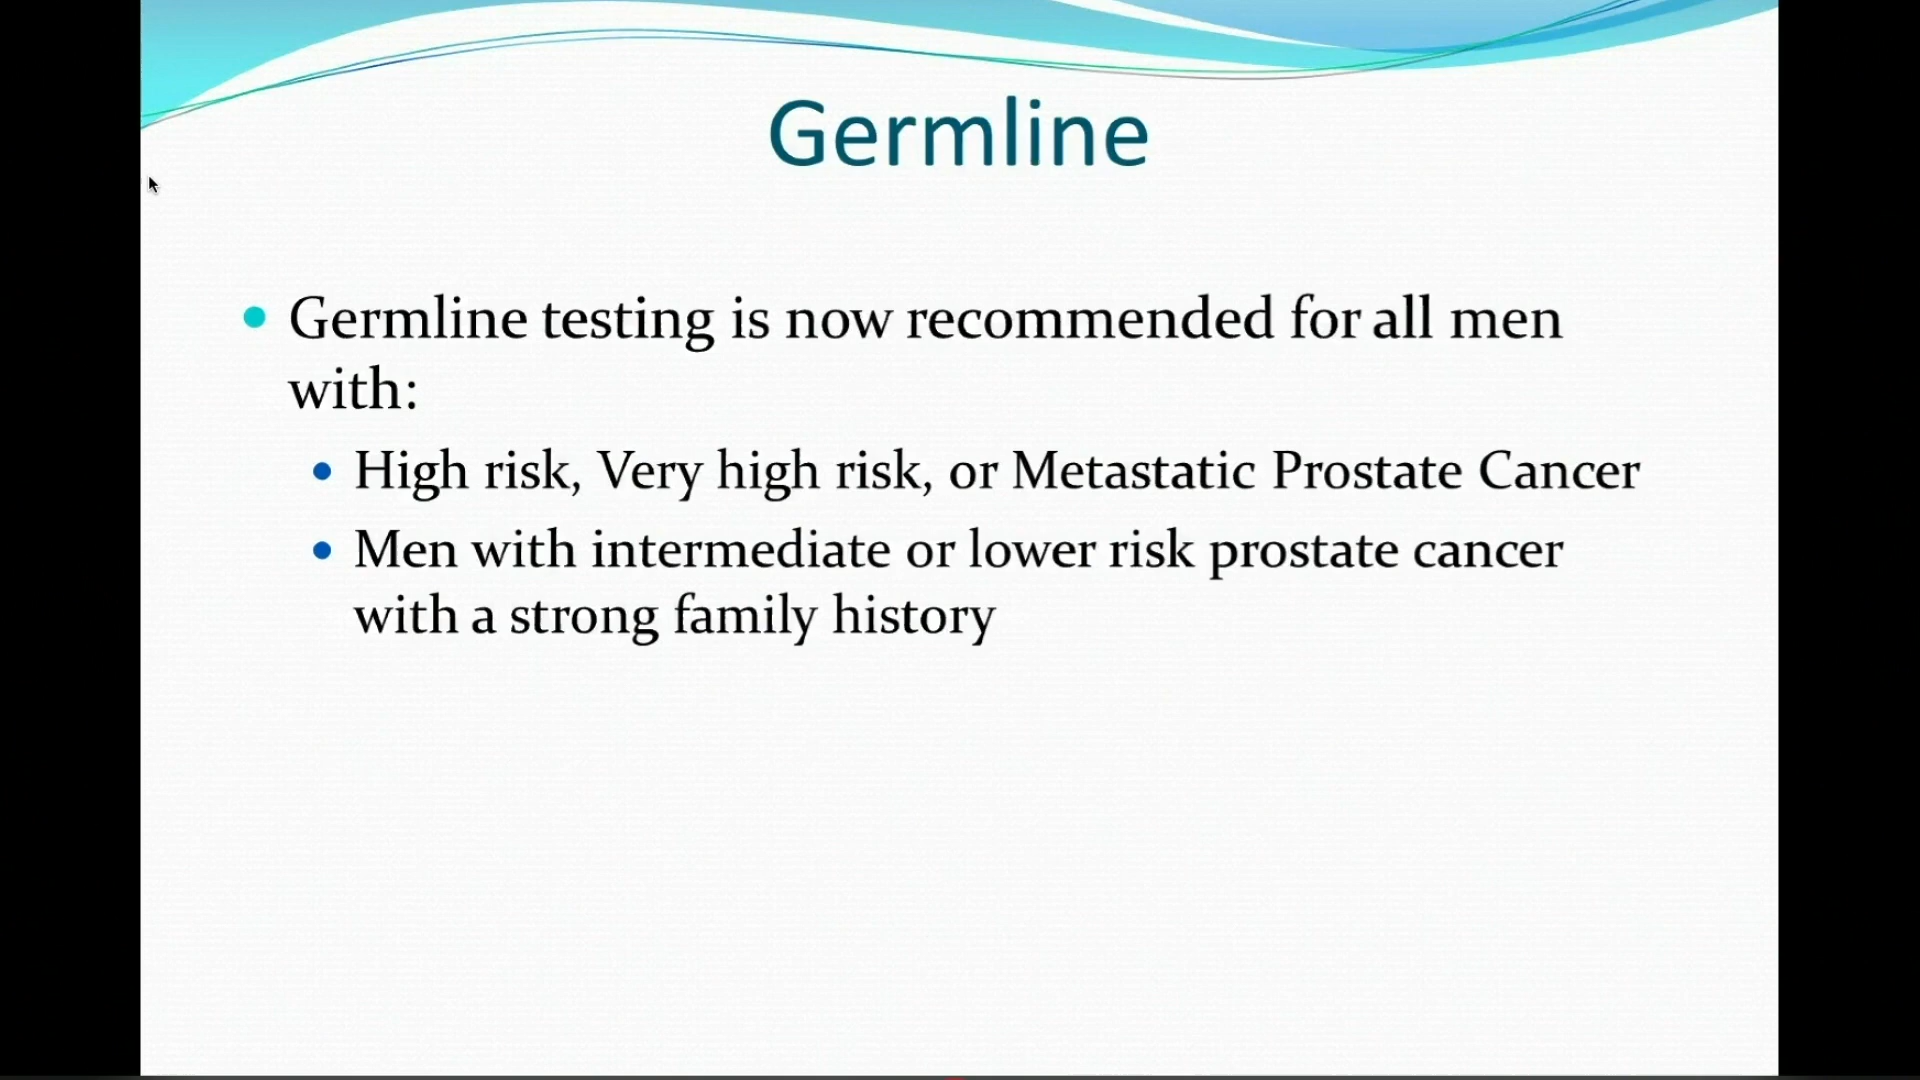 Germline
Germline testing is now recommended for all men
with:
High risk, Very high risk, or Metastatic Prostate Cancer
Men with intermediate or lower risk prostate cancer
with a strong family history